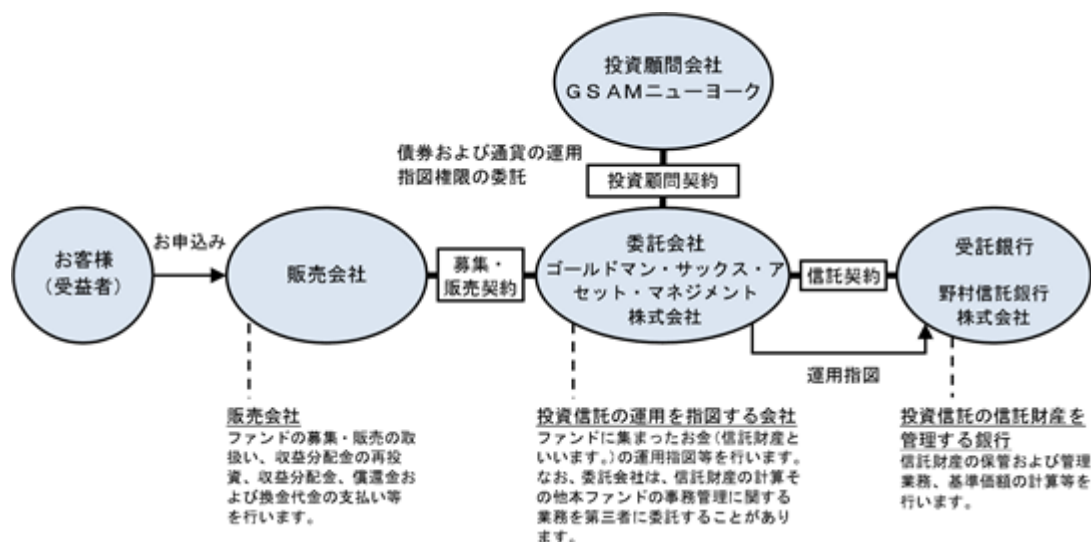 投資顧問会社
ＧＳＡＭニューヨーク
債券および通貨の運用
指図権限の委託
投資顧問契約
お客様
（受益者）
お申込み
販売会社
募集・
販売契約
委託会社
ゴールドマン・サックス・ア
セット・マネジメント
株式会社
信託契約
受託銀行
野村信託銀行
株式会社
運用指図
販売会社
ファンドの募集・販売の取
扱い、収益分配金の再投
資、収益分配金、償還金お
よび換金代金の支払い等
を行います。
投資信託の運用を指図する会社
ファンドに集まったお金（信託財産と
いいます。）の運用指図等を行います。
なお、委託会社は、信託財産の計算そ
の他本ファンドの事務管理に関する
業務を第三者に委託することがあり
ます。
投資信託の信託財産を
管理する銀行
信託財産の保管および管理
業務、基準価額の計算等を
行います。